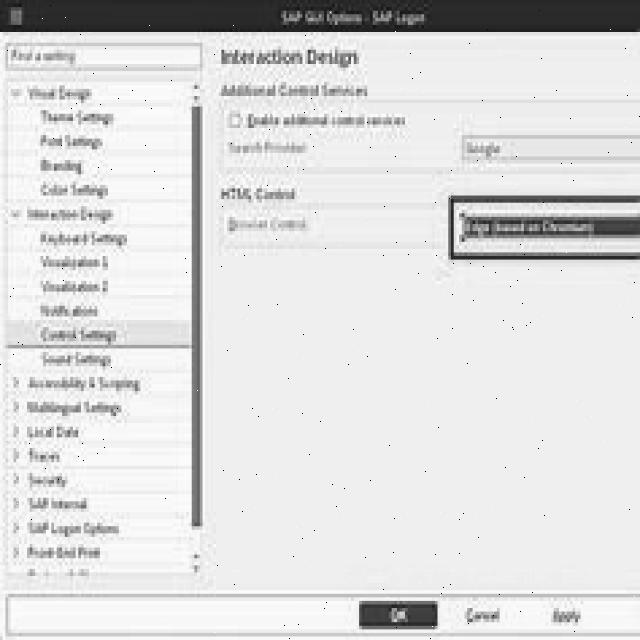 SAP GUI Options - SAP Logon
Find a setting
Interaction Design
Visual Design
Theme Settings
Font Settings
Branding
Color Settings
Interaction Design
Keyboard Settings
Visualization 1
Visualization 2
Notifications
Control Settings
Sound Settings
Accessibility & Scripting
Multilingual Settings
Local Data
Traces
Security
SAP Internal
SAP Logon Options
Front End Print
Additional Control Services
Enable additional control services
Search Provider:
Google
HTML Control
Browser Control:
Edge (based on Chromium)
OK
Cancel
Apply